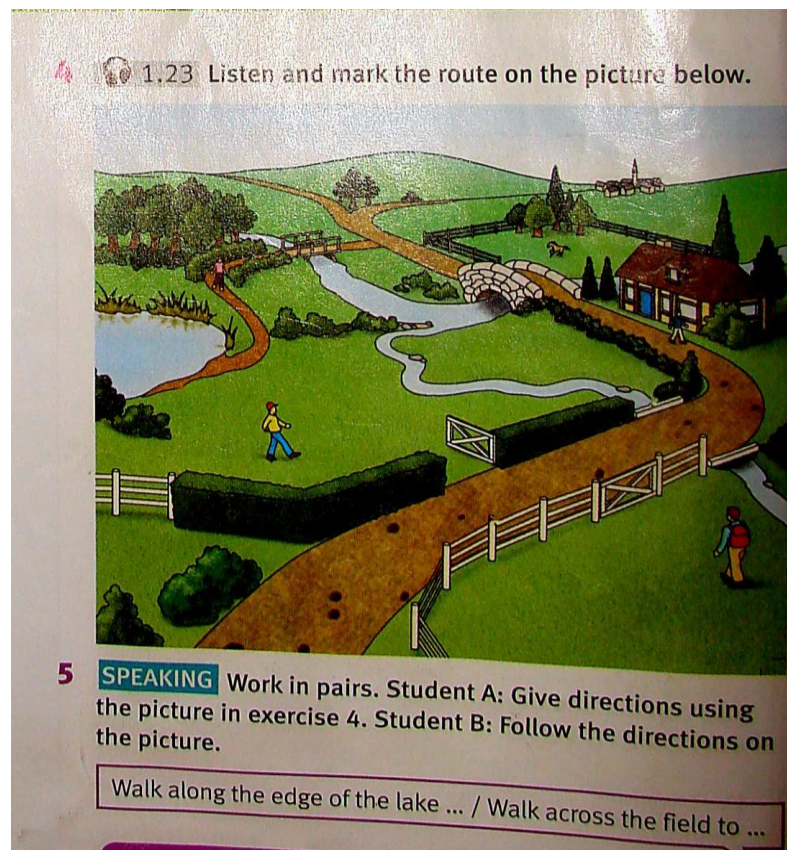 4 1.23 Listen and mark the route on the picture below.
5 SPEAKING Work in pairs. Student A: Give directions using
the picture in exercise 4. Student B: Follow the directions on
the picture.
Walk along the edge of the lake ... / Walk across the field to ...